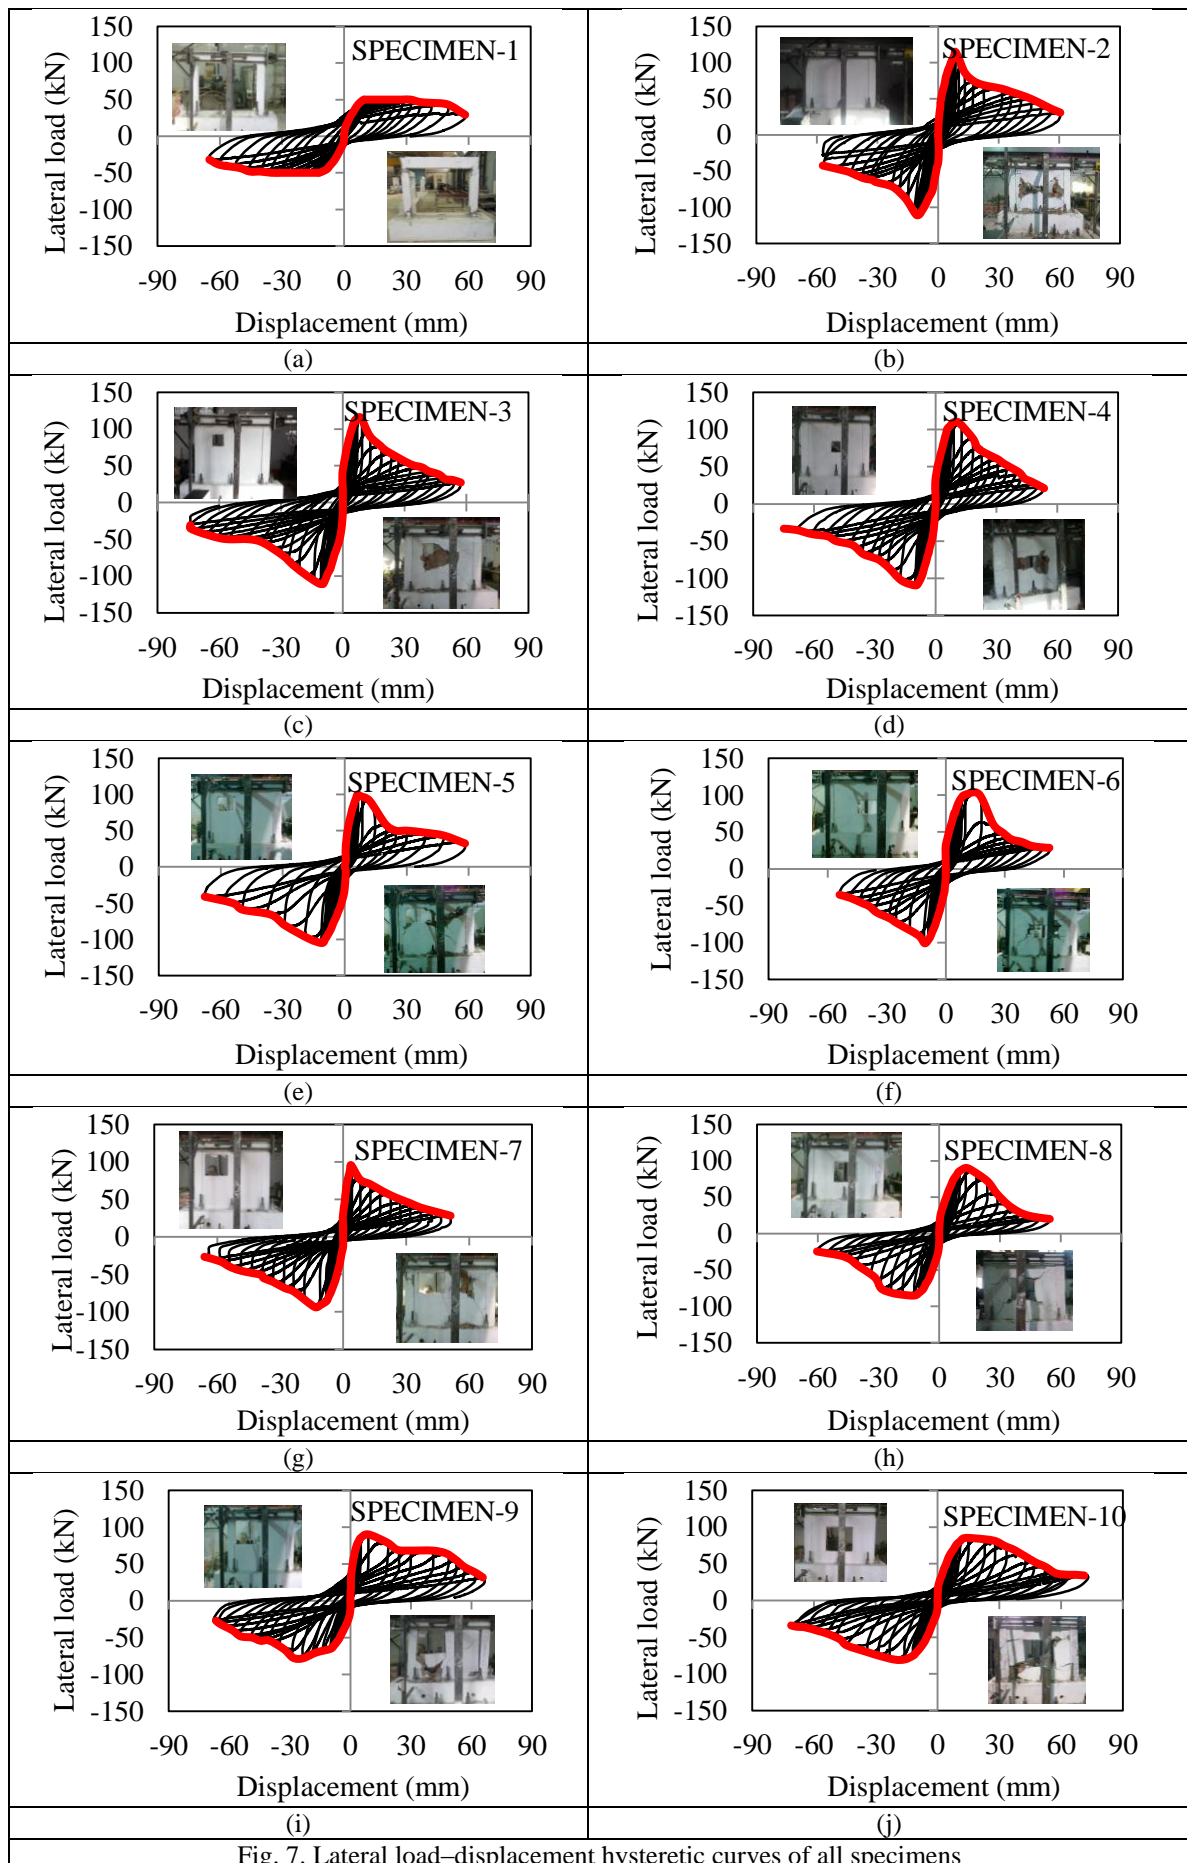 SPECIMEN-1
Lateral load (kN)
150
100
50
0
-50
-100
-150
-90 -60 -30 0 30 60 90
Displacement (mm)
(a)
SPECIMEN-2
Lateral load (kN)
150
100
50
0
-50
-100
-150
-90 -60 -30 0 30 60 90
Displacement (mm)
(b)
SPECIMEN-3
Lateral load (kN)
150
100
50
0
-50
-100
-150
-90 -60 -30 0 30 60 90
Displacement (mm)
(c)
SPECIMEN-4
Lateral load (kN)
150
100
50
0
-50
-100
-150
-90 -60 -30 0 30 60 90
Displacement (mm)
(d)
SPECIMEN-5
Lateral load (kN)
150
100
50
0
-50
-100
-150
-90 -60 -30 0 30 60 90
Displacement (mm)
(e)
SPECIMEN-6
Lateral load (kN)
150
100
50
0
-50
-100
-150
-90 -60 -30 0 30 60 90
Displacement (mm)
(f)
SPECIMEN-7
Lateral load (kN)
150
100
50
0
-50
-100
-150
-90 -60 -30 0 30 60 90
Displacement (mm)
(g)
SPECIMEN-8
Lateral load (kN)
150
100
50
0
-50
-100
-150
-90 -60 -30 0 30 60 90
Displacement (mm)
(h)
SPECIMEN-9
Lateral load (kN)
150
100
50
0
-50
-100
-150
-90 -60 -30 0 30 60 90
Displacement (mm)
(i)
SPECIMEN-10
Lateral load (kN)
150
100
50
0
-50
-100
-150
-90 -60 -30 0 30 60 90
Displacement (mm)
(j)
Fig. 7. Lateral load–displacement hysteretic curves of all specimens